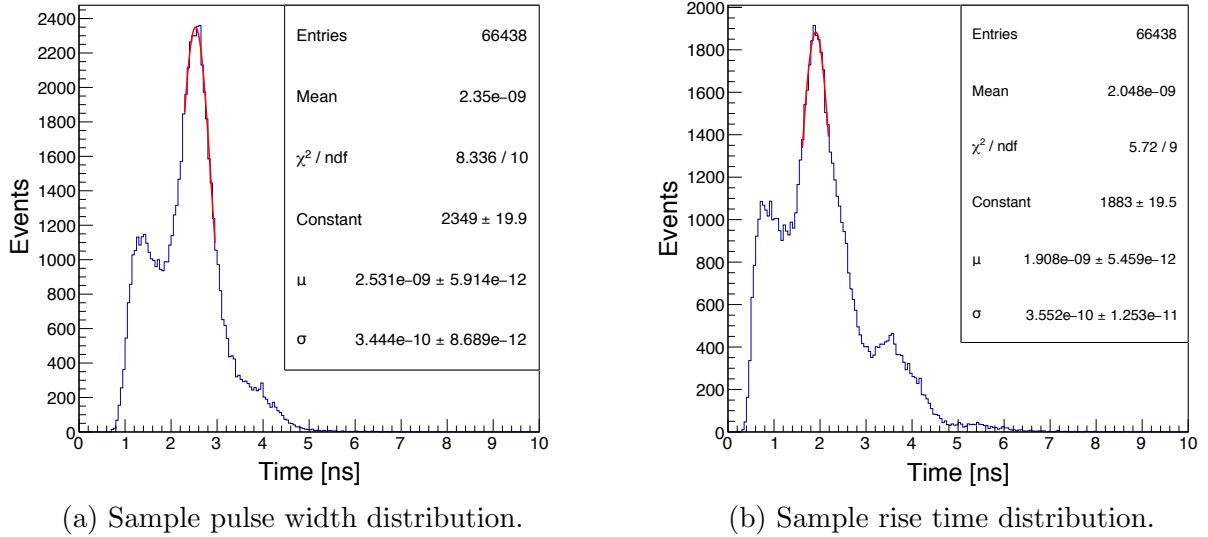 2400
2200
2000
1800
1600
1400
1200
1000
800
600
400
200
0
Events
0 1 2 3 4 5 6 7 8 9 10
Time [ns]
Entries 66438
Mean 2.35e−09
χ² / ndf 8.336 / 10
Constant 2349 ± 19.9
μ 2.531e−09 ± 5.914e−12
σ 3.444e−10 ± 8.689e−12
(a) Sample pulse width distribution.
2000
1800
1600
1400
1200
1000
800
600
400
200
0
Events
0 1 2 3 4 5 6 7 8 9 10
Time [ns]
Entries 66438
Mean 2.048e−09
χ² / ndf 5.72 / 9
Constant 1883 ± 19.5
μ 1.908e−09 ± 5.459e−12
σ 3.552e−10 ± 1.253e−11
(b) Sample rise time distribution.